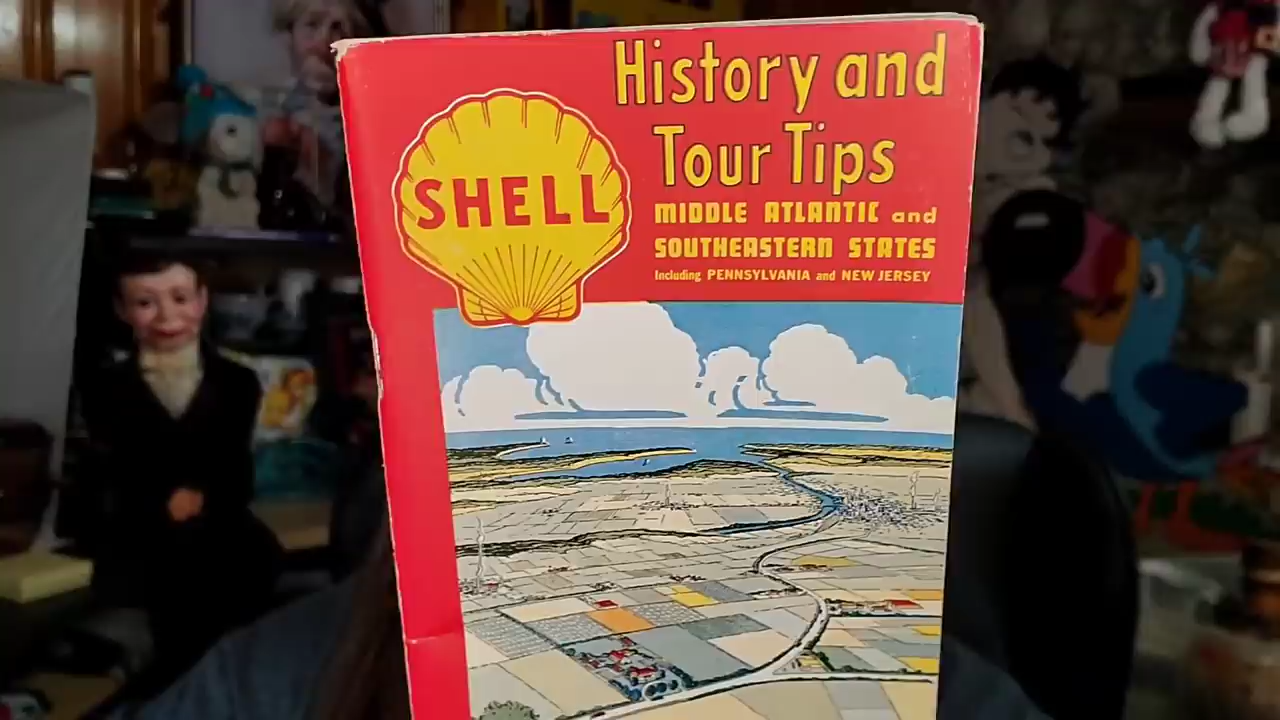 SHELL
History and
Tour Tips
MIDDLE ATLANTIC and
SOUTHEASTERN STATES
Including PENNSYLVANIA and NEW JERSEY